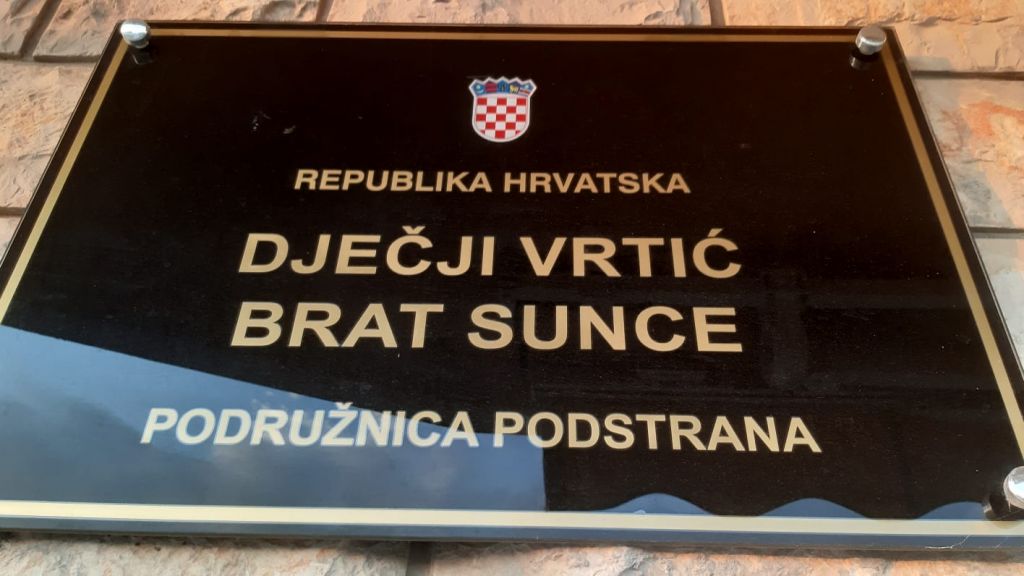 REPUBLIKA HRVATSKA
DJEČJI VRTIĆ
BRAT SUNCE
PODRUŽNICA PODSTRANA